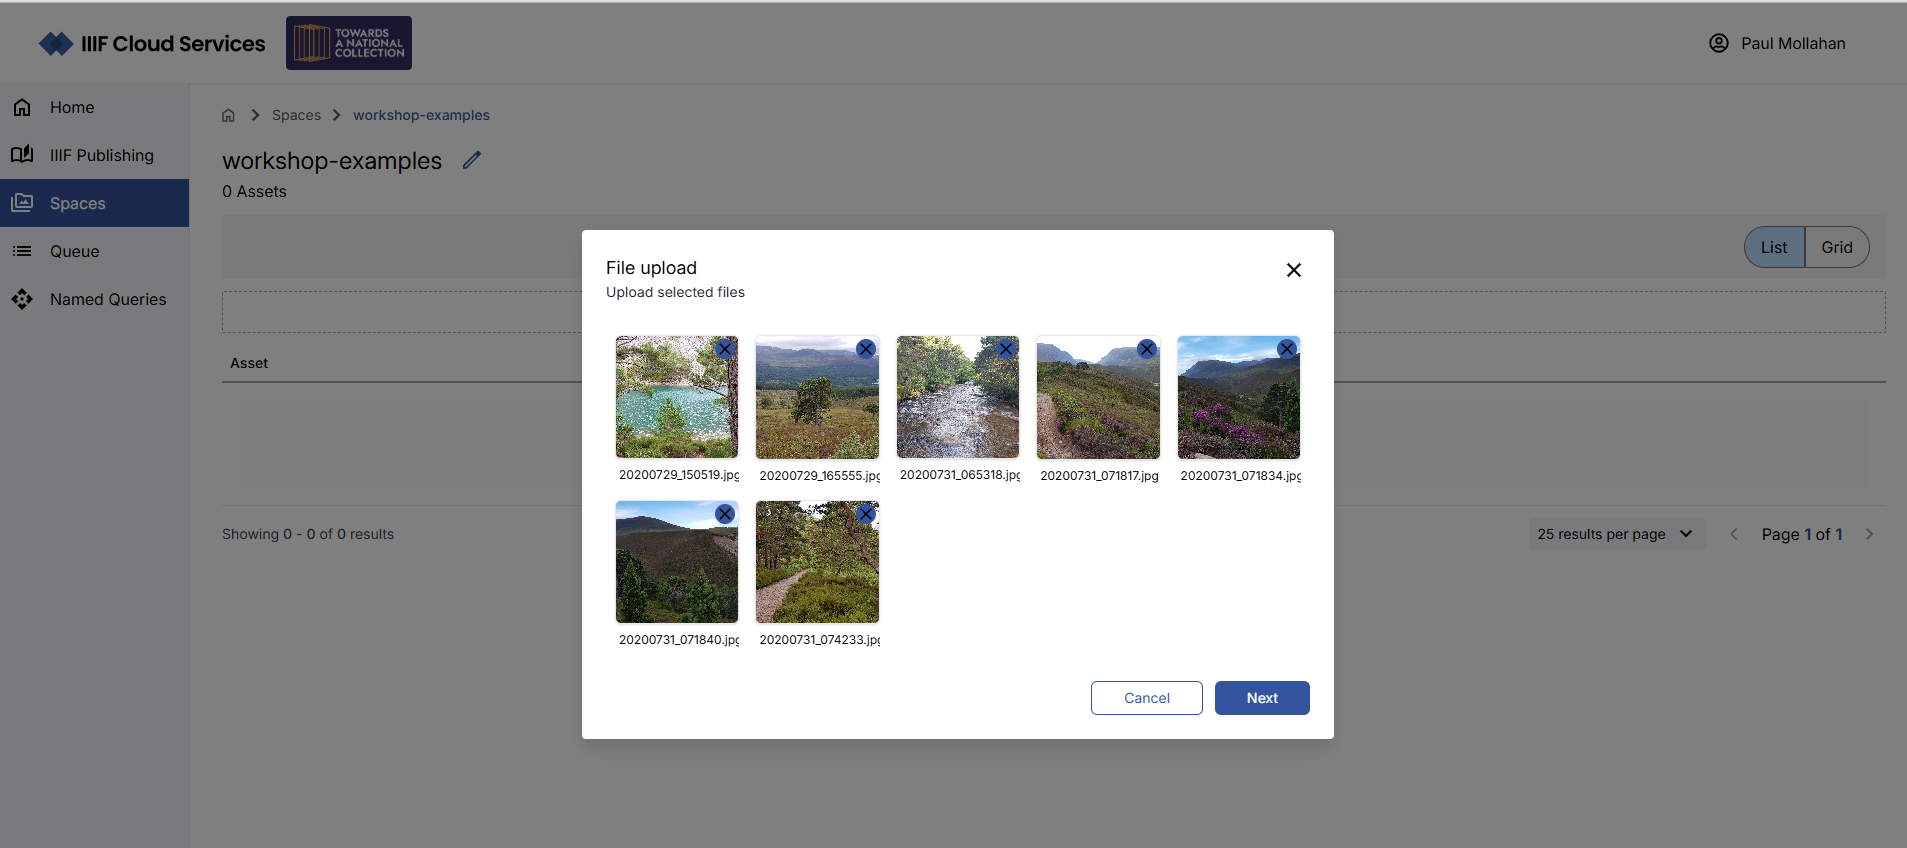 IIIF Cloud Services
TOWARDS
A NATIONAL
COLLECTION
Paul Mollahan
Home
IIIF Publishing
Spaces
Queue
Named Queries
Spaces
workshop-examples
workshop-examples
0 Assets
List
Grid
File upload
Upload selected files
Asset
20200729_150519.jpg
20200729_165555.jpg
20200731_065318.jpg
20200731_071817.jpg
20200731_071834.jpg
20200731_071840.jpg
20200731_074233.jpg
Showing 0 - 0 of 0 results
25 results per page
Page 1 of 1
Cancel
Next